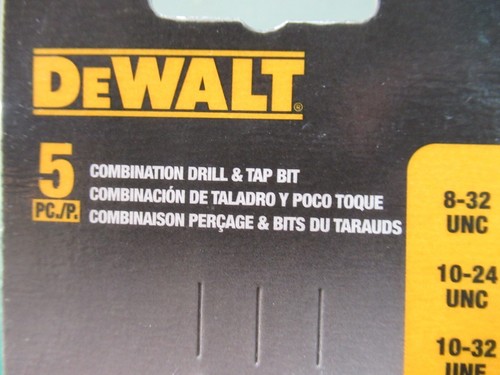 DEWALT®
5
PC./P.
COMBINATION DRILL & TAP BIT
COMBINACIÓN DE TALADRO Y POCO TOQUE
COMBINAISON PERÇAGE & BITS DU TARAUDS
8-32
UNC
10-24
UNC
10-32
UNF